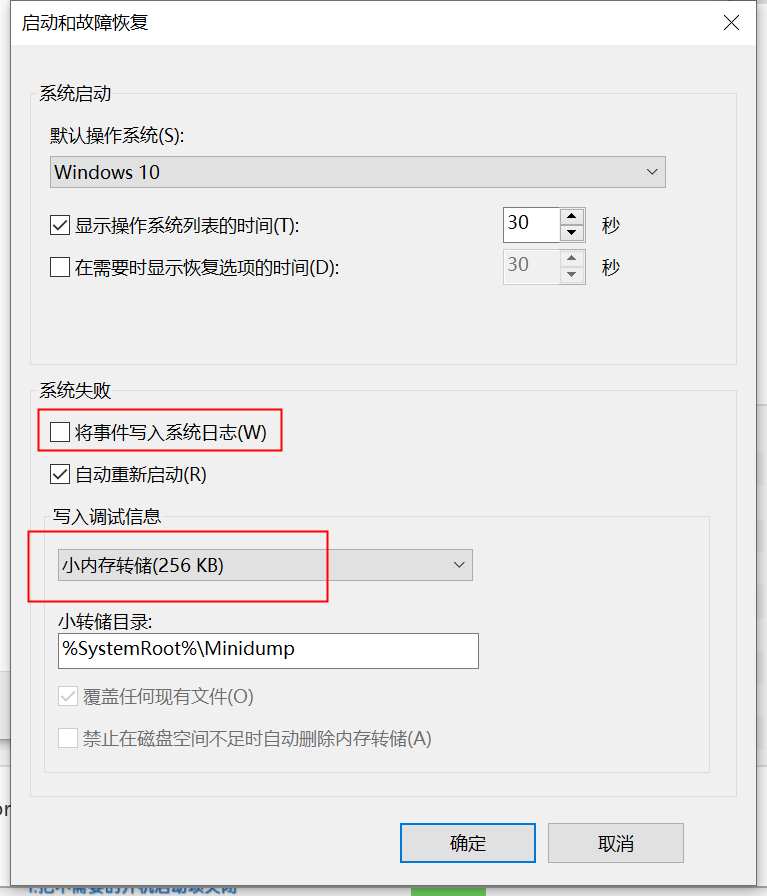 启动和故障恢复
系统启动
默认操作系统(S):
Windows 10
显示操作系统列表的时间(T):
30
秒
在需要时显示恢复选项的时间(D):
30
秒
系统失败
将事件写入系统日志(W)
自动重新启动(R)
写入调试信息
小内存转储(256 KB)
小转储目录:
%SystemRoot%\Minidump
覆盖任何现有文件(O)
禁止在磁盘空间不足时自动删除内存转储(A)
确定
取消